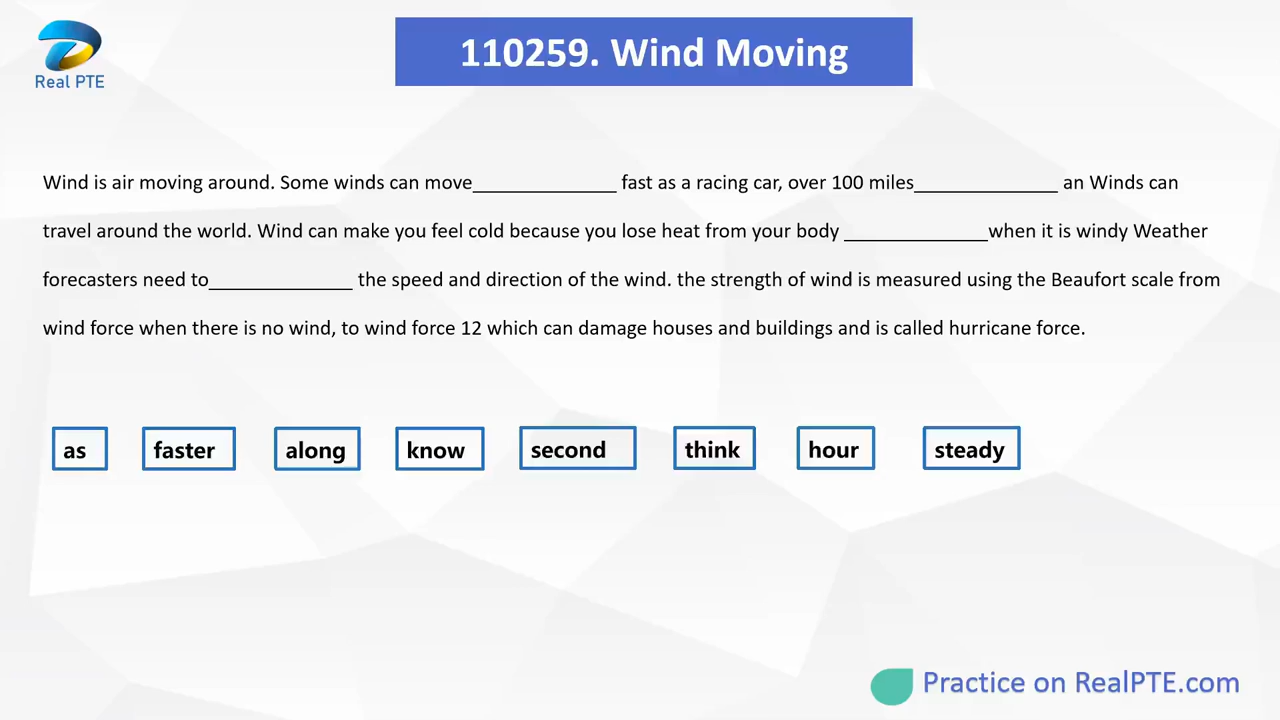 110259. Wind Moving
Real PTE
Wind is air moving around. Some winds can move_____________ fast as a racing car, over 100 miles_____________ an Winds can
travel around the world. Wind can make you feel cold because you lose heat from your body _____________when it is windy Weather
forecasters need to_____________ the speed and direction of the wind. the strength of wind is measured using the Beaufort scale from
wind force when there is no wind, to wind force 12 which can damage houses and buildings and is called hurricane force.
as faster along know second think hour steady
Practice on RealPTE.com